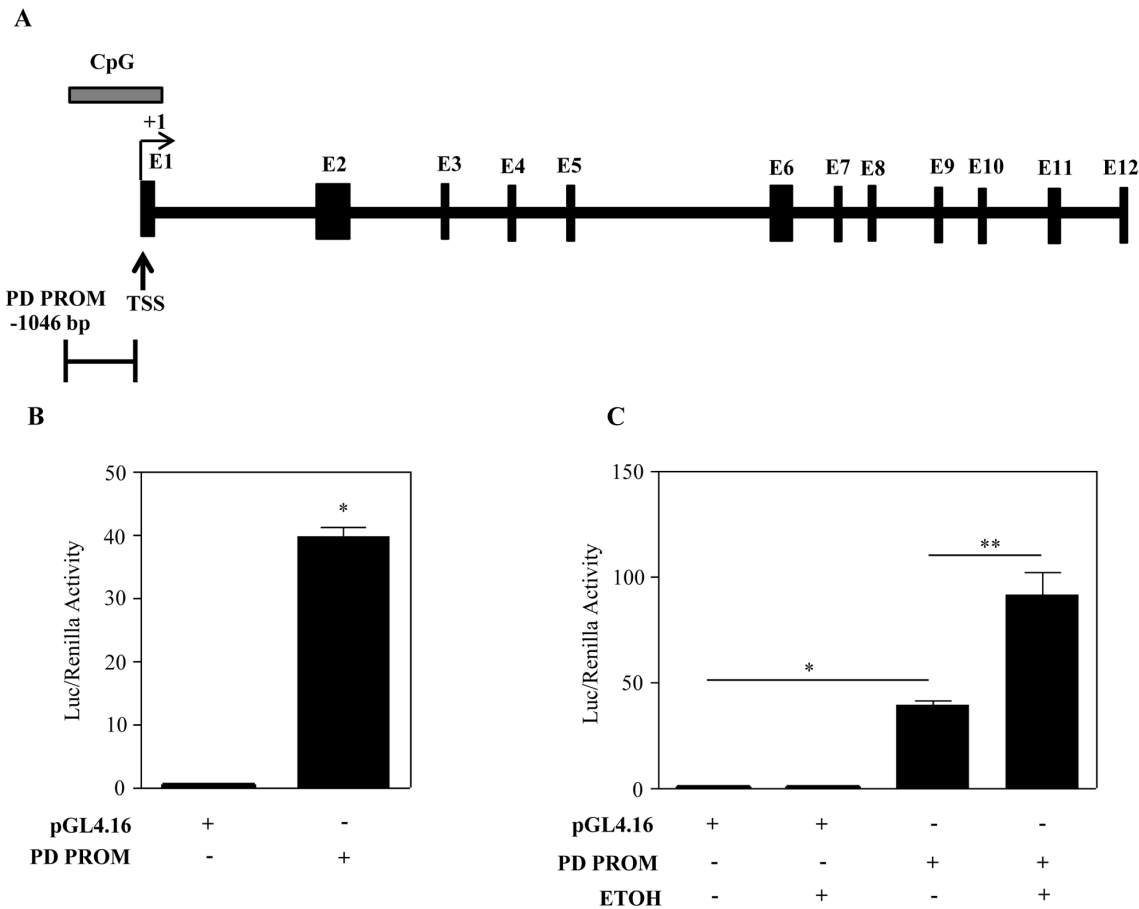 A
CpG
+1
E1 E2 E3 E4 E5 E6 E7 E8 E9 E10 E11 E12
TSS
PD PROM
-1046 bp
B
50
40
30
20
10
0
Luc/Renilla Activity
*
pGL4.16 + -
PD PROM - +
C
150
100
50
0
Luc/Renilla Activity
*
**
pGL4.16 + + - -
PD PROM - - + +
ETOH - + - +